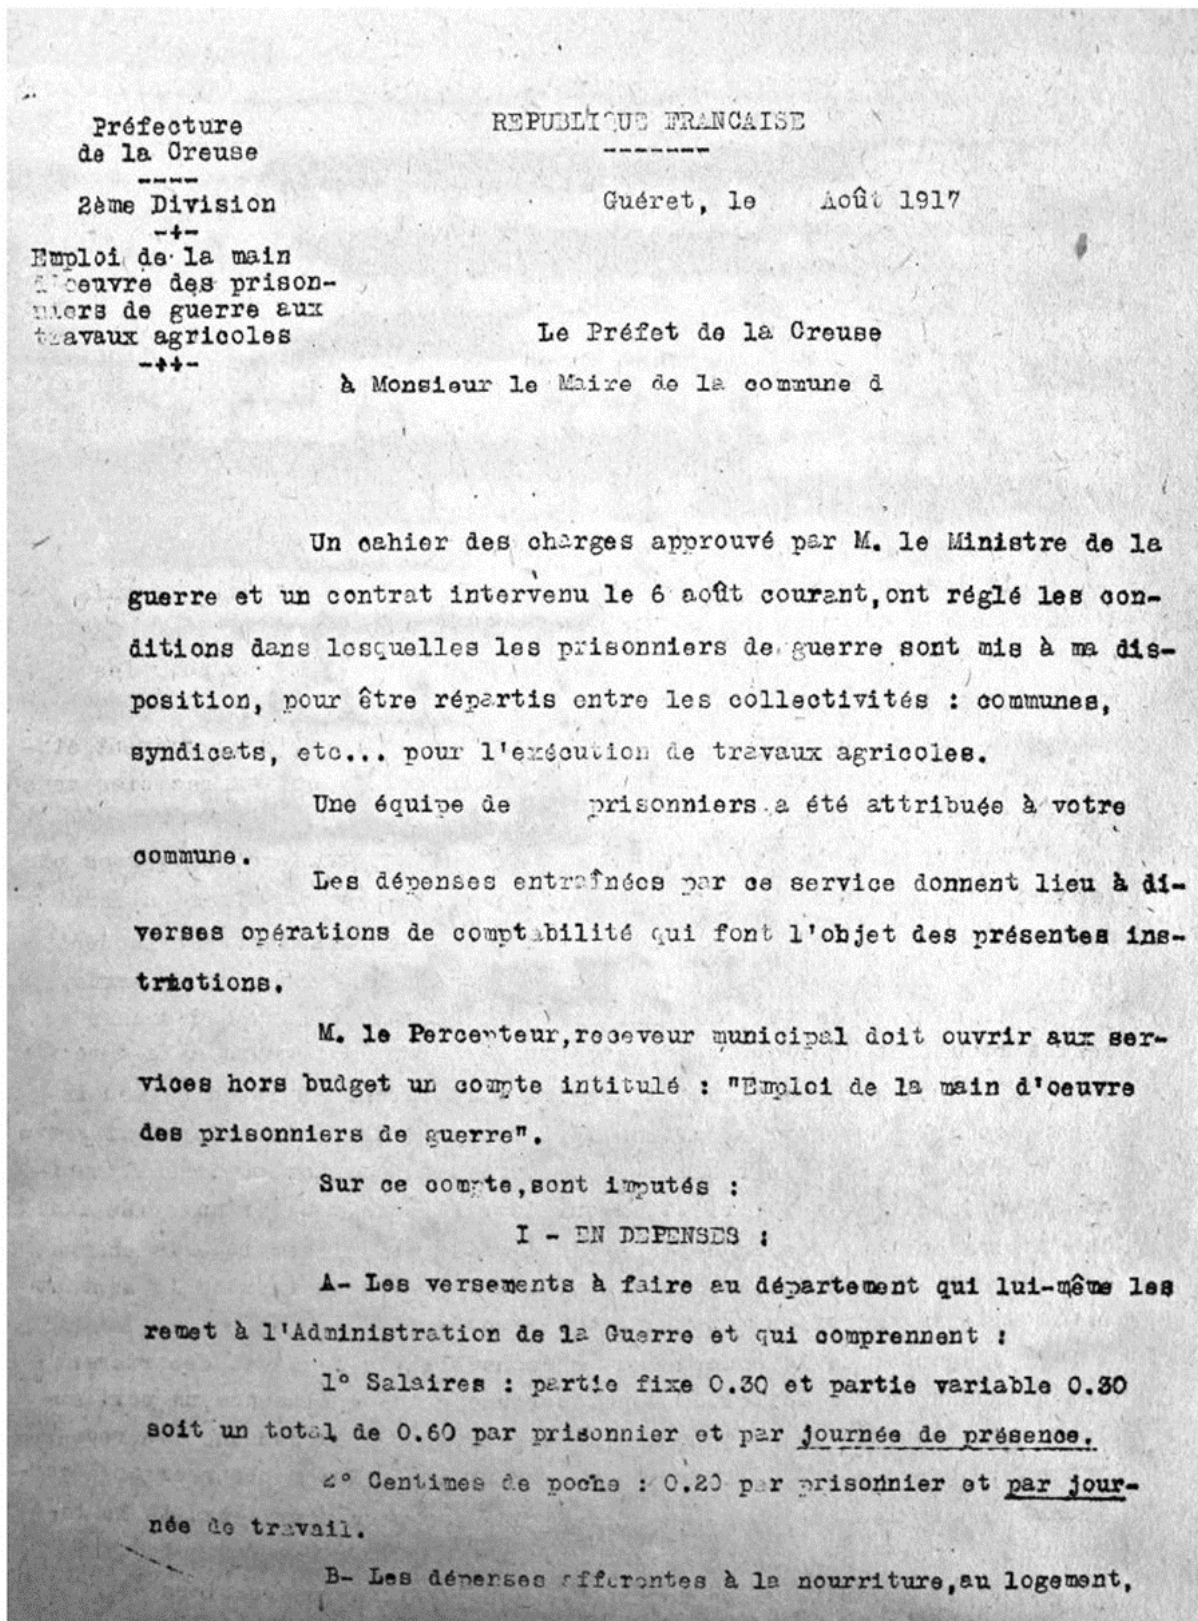 Préfecture
de la Creuse
----
2ème Division
-+-
Emploi de la main
d'oeuvre des prison-
niers de guerre aux
travaux agricoles
-++-
REPUBLIQUE FRANCAISE
-------
Guéret, le Août 1917
Le Préfet de la Creuse
à Monsieur le Maire de la commune d
Un cahier des charges approuvé par M. le Ministre de la
guerre et un contrat intervenu le 6 août courant,ont réglé les con-
ditions dans lesquelles les prisonniers de guerre sont mis à ma dis-
position, pour être répartis entre les collectivités : communes,
syndicats, etc... pour l'exécution de travaux agricoles.
Une équipe de prisonniers a été attribuée à votre
commune.
Les dépenses entraînées par ce service donnent lieu à di-
verses opérations de comptabilité qui font l'objet des présentes ins-
tructions.
M. le Percepteur,receveur municipal doit ouvrir aux ser-
vices hors budget un compte intitulé : "Emploi de la main d'oeuvre
des prisonniers de guerre".
Sur ce compte,sont imputés :
I - EN DEPENSES :
A- Les versements à faire au département qui lui-même les
remet à l'Administration de la Guerre et qui comprennent :
1° Salaires : partie fixe 0.30 et partie variable 0.30
soit un total de 0.60 par prisonnier et par journée de présence.
2° Centimes de poche : 0.20 par prisonnier et par jour-
née de travail.
B- Les dépenses afférentes à la nourriture,au logement,